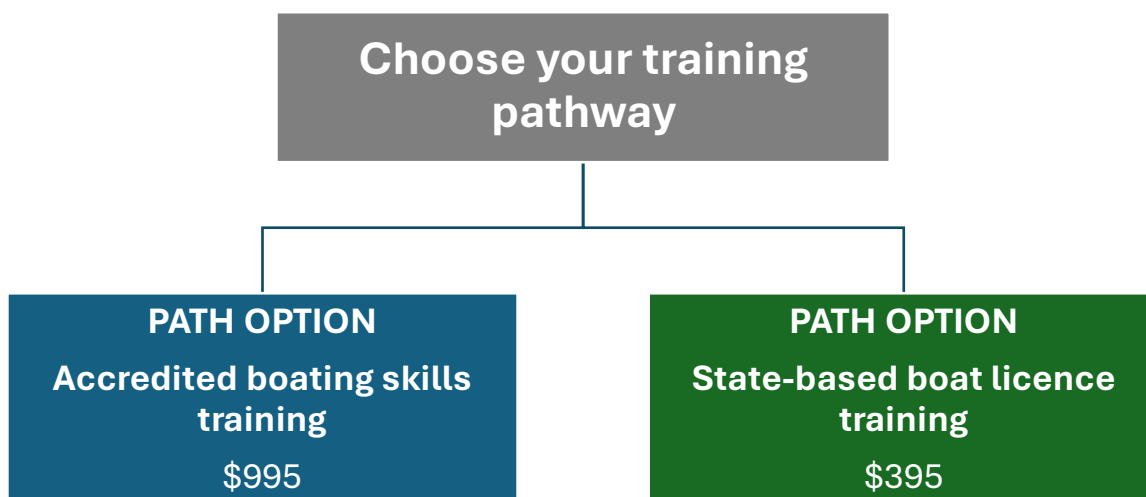 Choose your training
pathway
PATH OPTION
Accredited boating skills
training
$995
PATH OPTION
State-based boat licence
training
$395